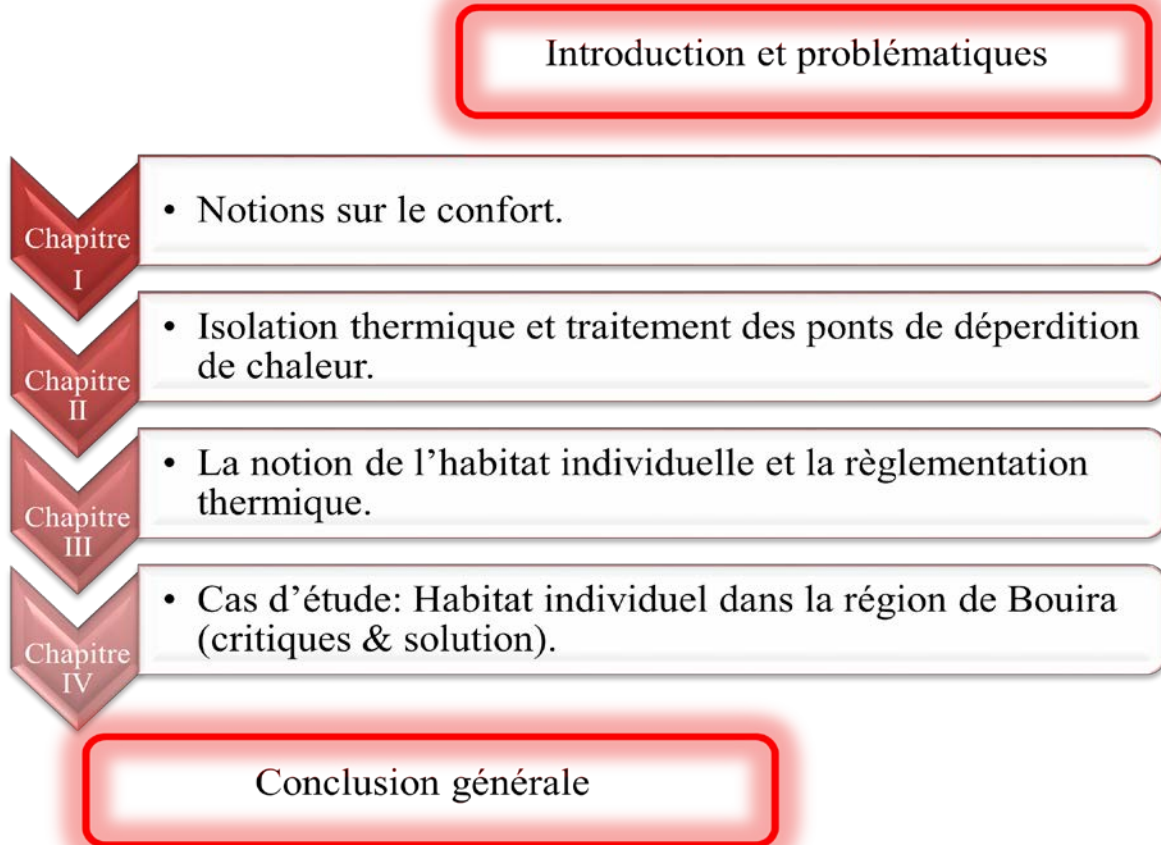 Introduction et problématiques
Chapitre
I
• Notions sur le confort.
Chapitre
II
• Isolation thermique et traitement des ponts de déperdition
de chaleur.
Chapitre
III
• La notion de l’habitat individuelle et la règlementation
thermique.
Chapitre
IV
• Cas d’étude: Habitat individuel dans la région de Bouira
(critiques & solution).
Conclusion générale